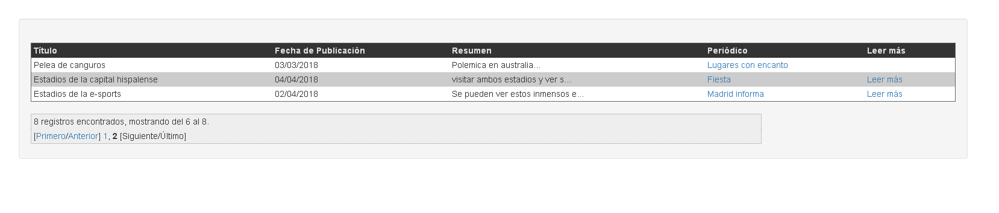 Título Fecha de Publicación Resumen Periódico Leer más
Pelea de canguros 03/03/2018 Polemica en australia... Lugares con encanto
Estadios de la capital hispalense 04/04/2018 visitar ambos estadios y ver s... Fiesta Leer más
Estadios de la e-sports 02/04/2018 Se pueden ver estos inmensos e... Madrid informa Leer más
8 registros encontrados, mostrando del 6 al 8.
[Primero/Anterior] 1, 2 [Siguiente/Último]